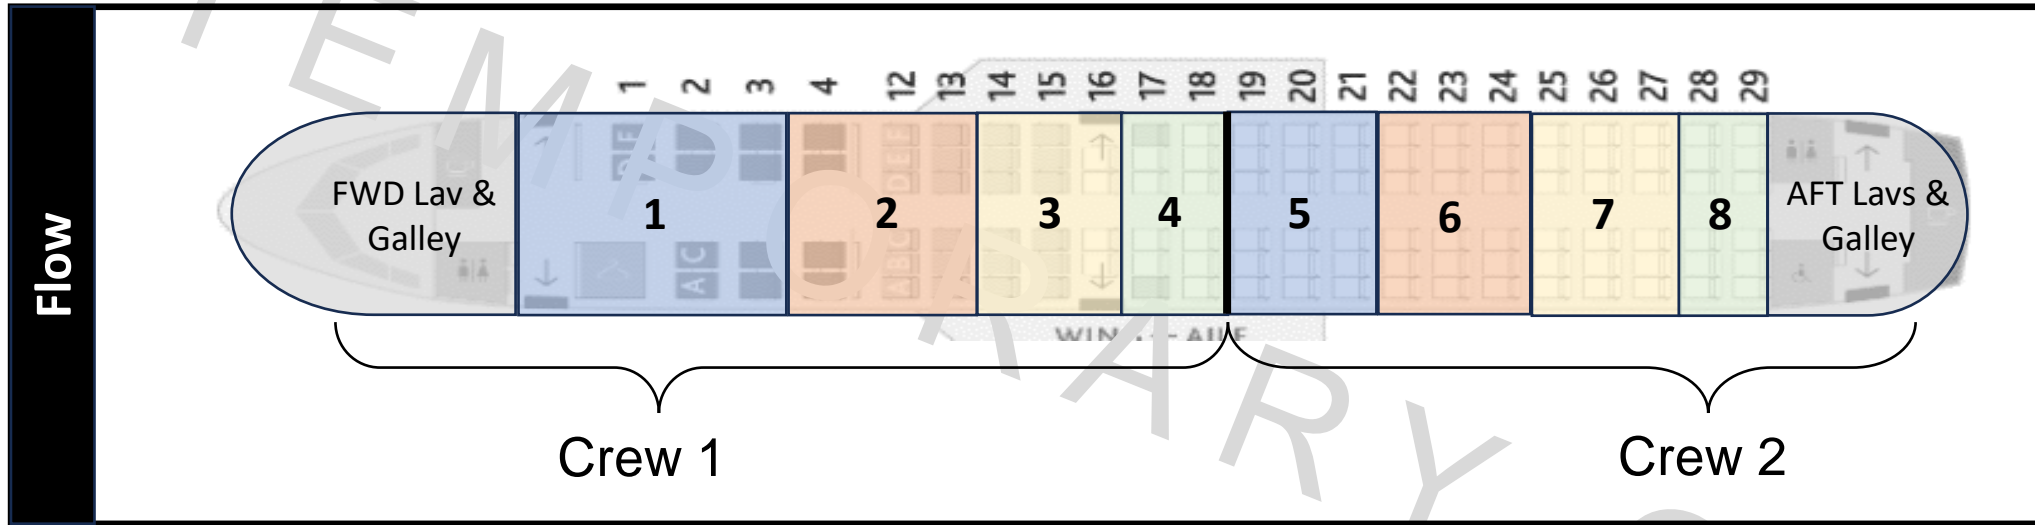 Flow
1 2 3 4 12 13 14 15 16 17 18 19 20 21 22 23 24 25 26 27 28 29
D E F
A C
A B C
FWD Lav &
Galley
1 2 3 4 5 6 7 8
AFT Lavs &
Galley
Crew 1
Crew 2
TEMPORARY